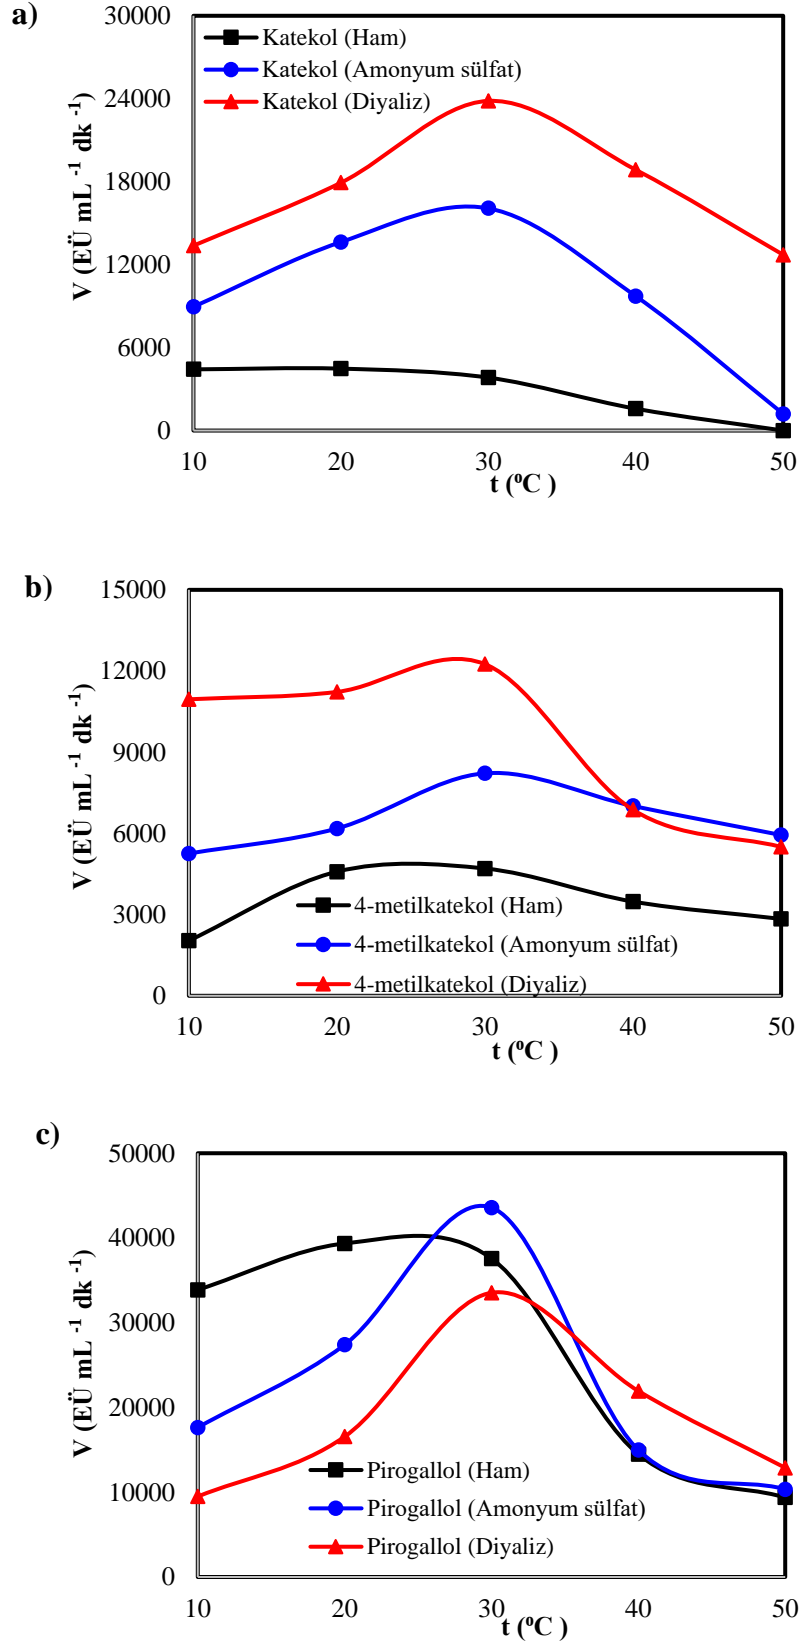 a)
30000
24000
18000
12000
6000
0
V (EÜ mL -1 dk -1)
Katekol (Ham)
Katekol (Amonyum sülfat)
Katekol (Diyaliz)
10 20 30 40 50
t (ºC )
b)
15000
12000
9000
6000
3000
0
V (EÜ mL -1 dk -1)
4-metilkatekol (Ham)
4-metilkatekol (Amonyum sülfat)
4-metilkatekol (Diyaliz)
10 20 30 40 50
t (ºC )
c)
50000
40000
30000
20000
10000
0
V (EÜ mL -1 dk -1)
Pirogallol (Ham)
Pirogallol (Amonyum sülfat)
Pirogallol (Diyaliz)
10 20 30 40 50
t (ºC )